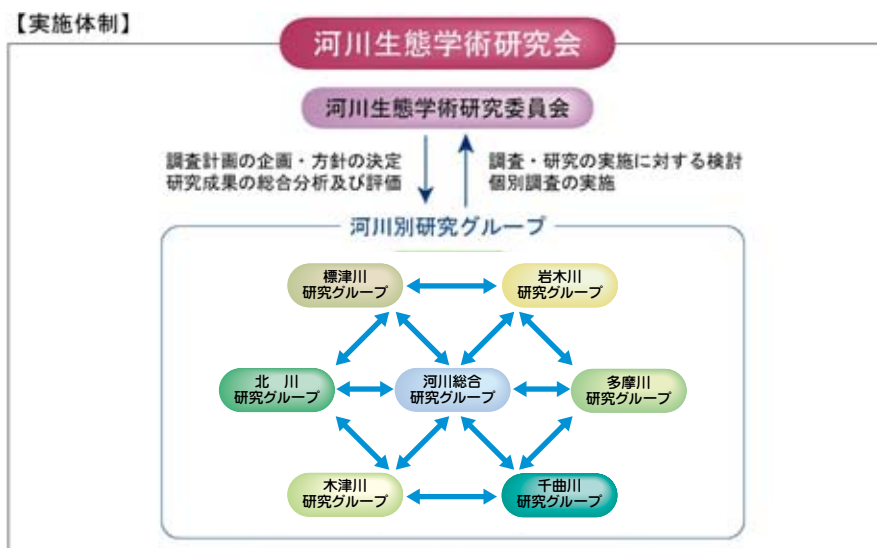 【実施体制】
河川生態学術研究会
河川生態学術研究委員会
調査計画の企画・方針の決定
研究成果の総合分析及び評価
調査・研究の実施に対する検討
個別調査の実施
河川別研究グループ
標津川
研究グループ
岩木川
研究グループ
北　川
研究グループ
河川総合
研究グループ
多摩川
研究グループ
木津川
研究グループ
千曲川
研究グループ